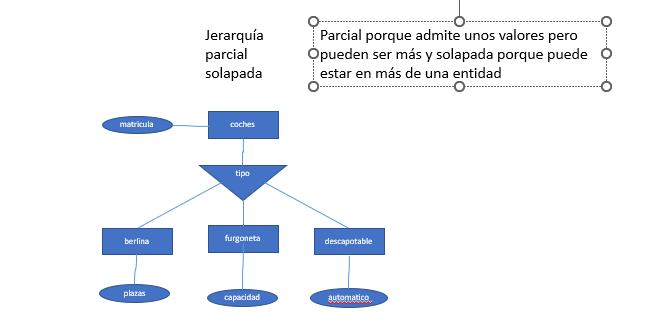 Jerarquía
parcial
solapada
Parcial porque admite unos valores pero
pueden ser más y solapada porque puede
estar en más de una entidad
matricula
coches
tipo
berlina
furgoneta
descapotable
plazas
capacidad
automatico